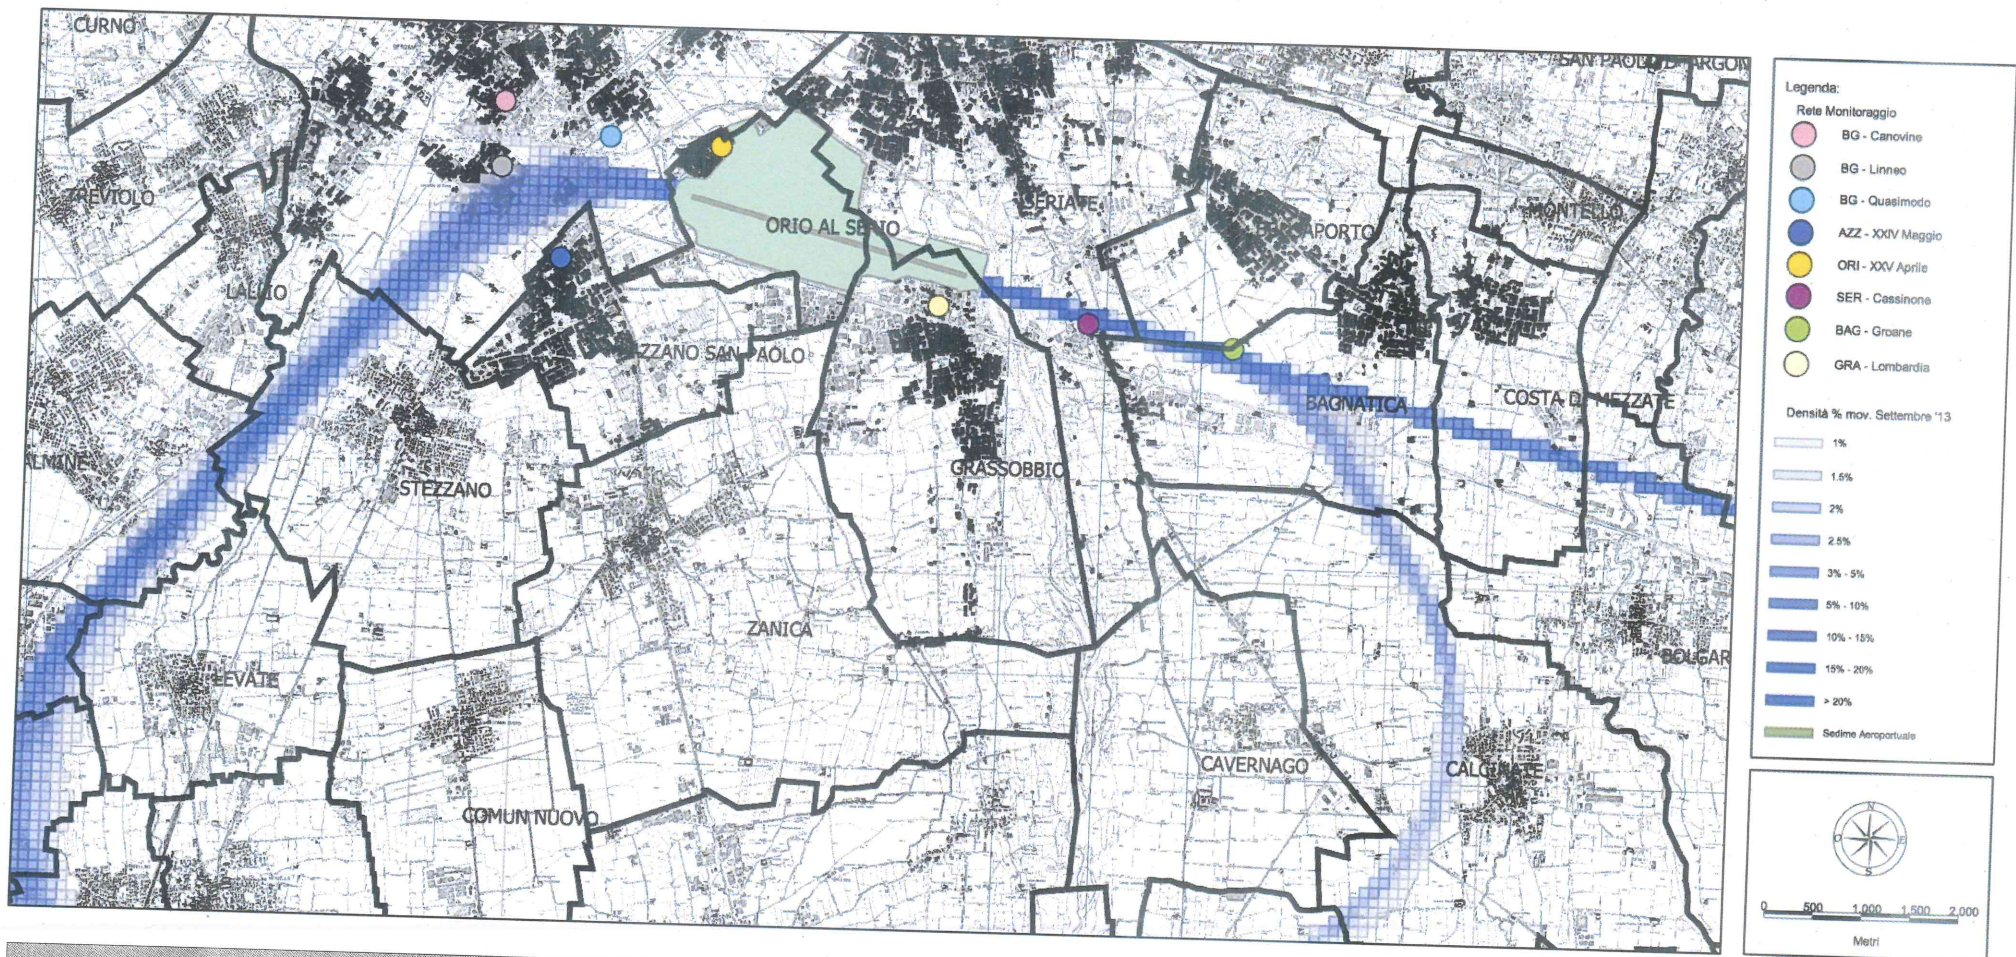 CURNO
SAN PAOLO D'ARGON
TREVIOLO
ORIO AL SERIO
SERIATE
MONTELLO
LALLIO
AZZANO SAN PAOLO
BAGNATICA
COSTA DI MEZZATE
ALMINE
STEZZANO
GRASSOBBIO
ZANICA
LEVATE
BOLGAR
CAVERNAGO
CALCINATE
COMUN NUOVO
Legenda:
Rete Monitoraggio
BG - Canovine
BG - Linneo
BG - Quasimodo
AZZ - XXIV Maggio
ORI - XXV Aprile
SER - Cassinone
BAG - Groane
GRA - Lombardia
Densità % mov. Settembre '13
1%
1.5%
2%
2.5%
3% - 5%
5% - 10%
10% - 15%
15% - 20%
> 20%
Sedime Aeroportuale
N
O E
S
0 500 1,000 1,500 2,000
Metri